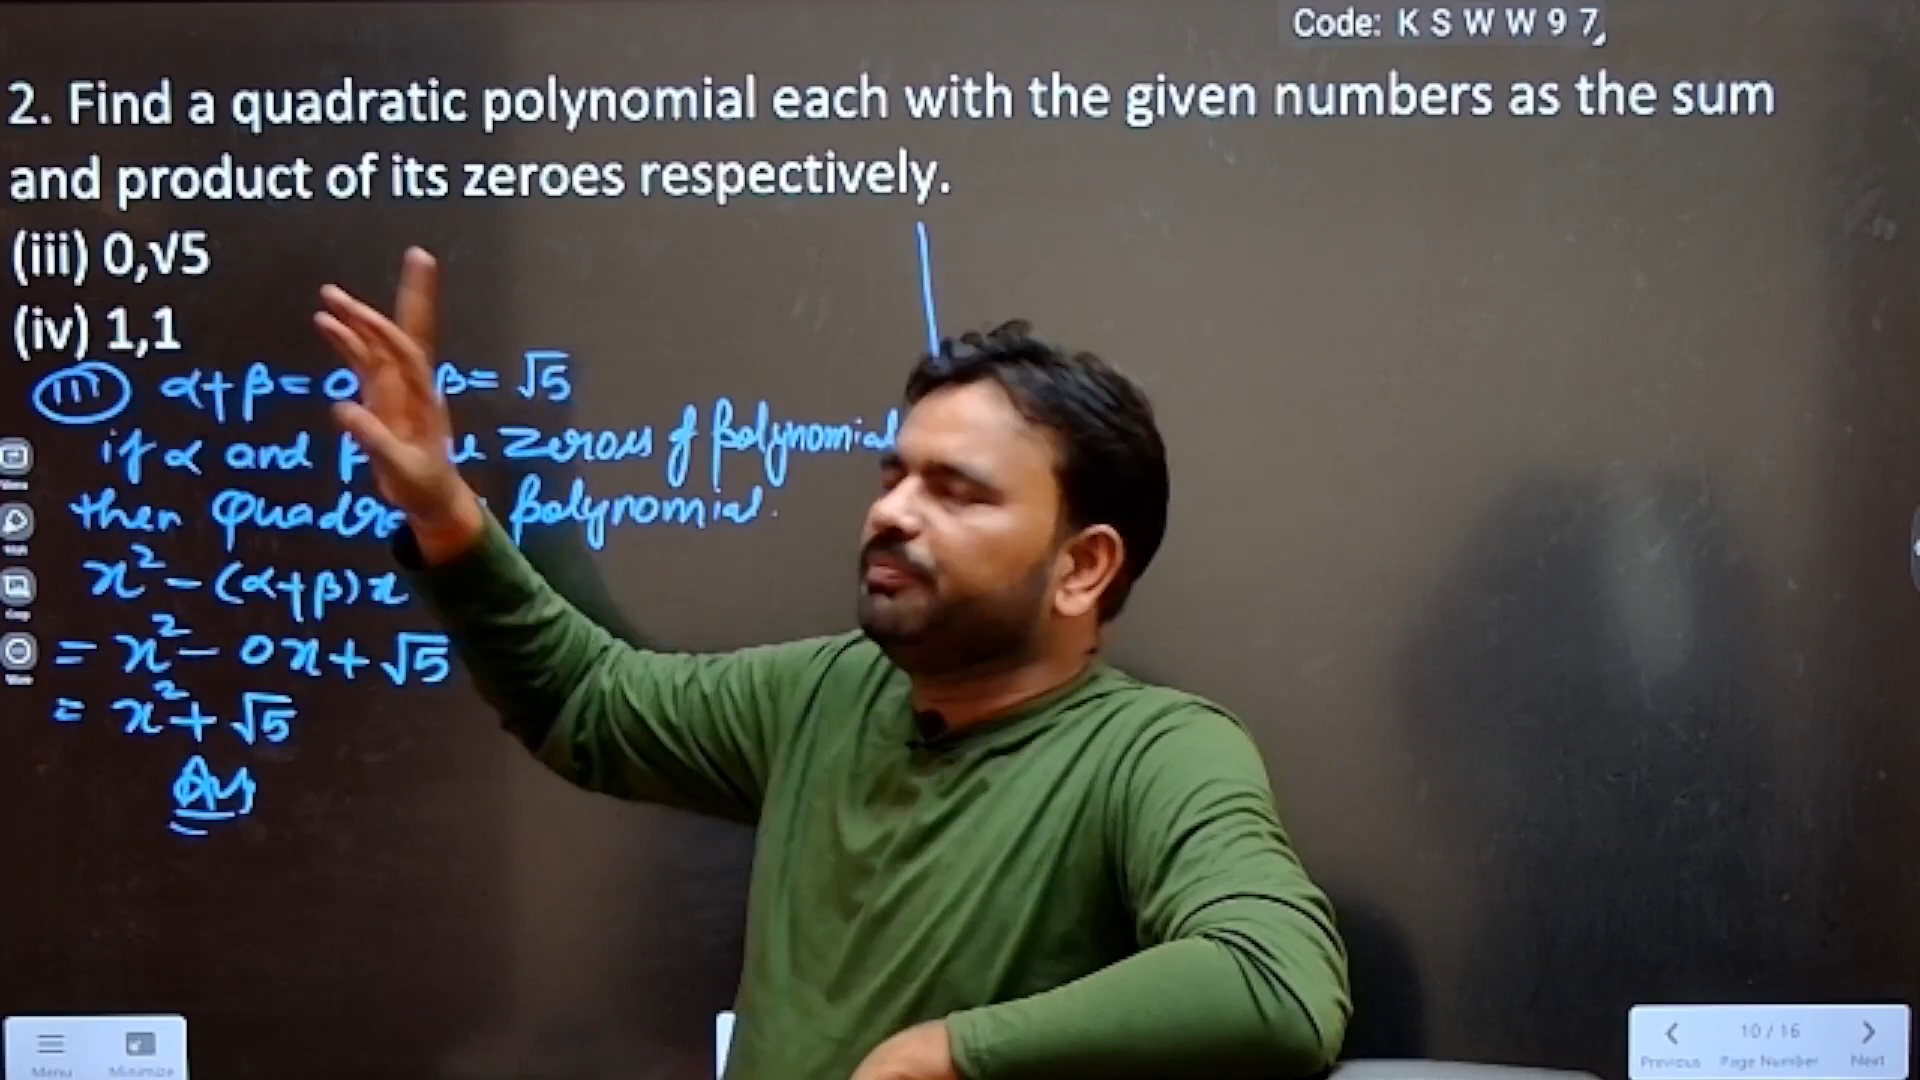 Code: K S W W 9 7
2. Find a quadratic polynomial each with the given numbers as the sum
and product of its zeroes respectively.
(iii) 0,√5
(iv) 1,1
(iii) α+β=0 β= √5
if α and zeroes of polynomial
then polynomial.
x² - (α+β)x
= x² - 0x + √5
= x² + √5
Ans
Menu
Minimize
10 / 16
Previous Page Number Next